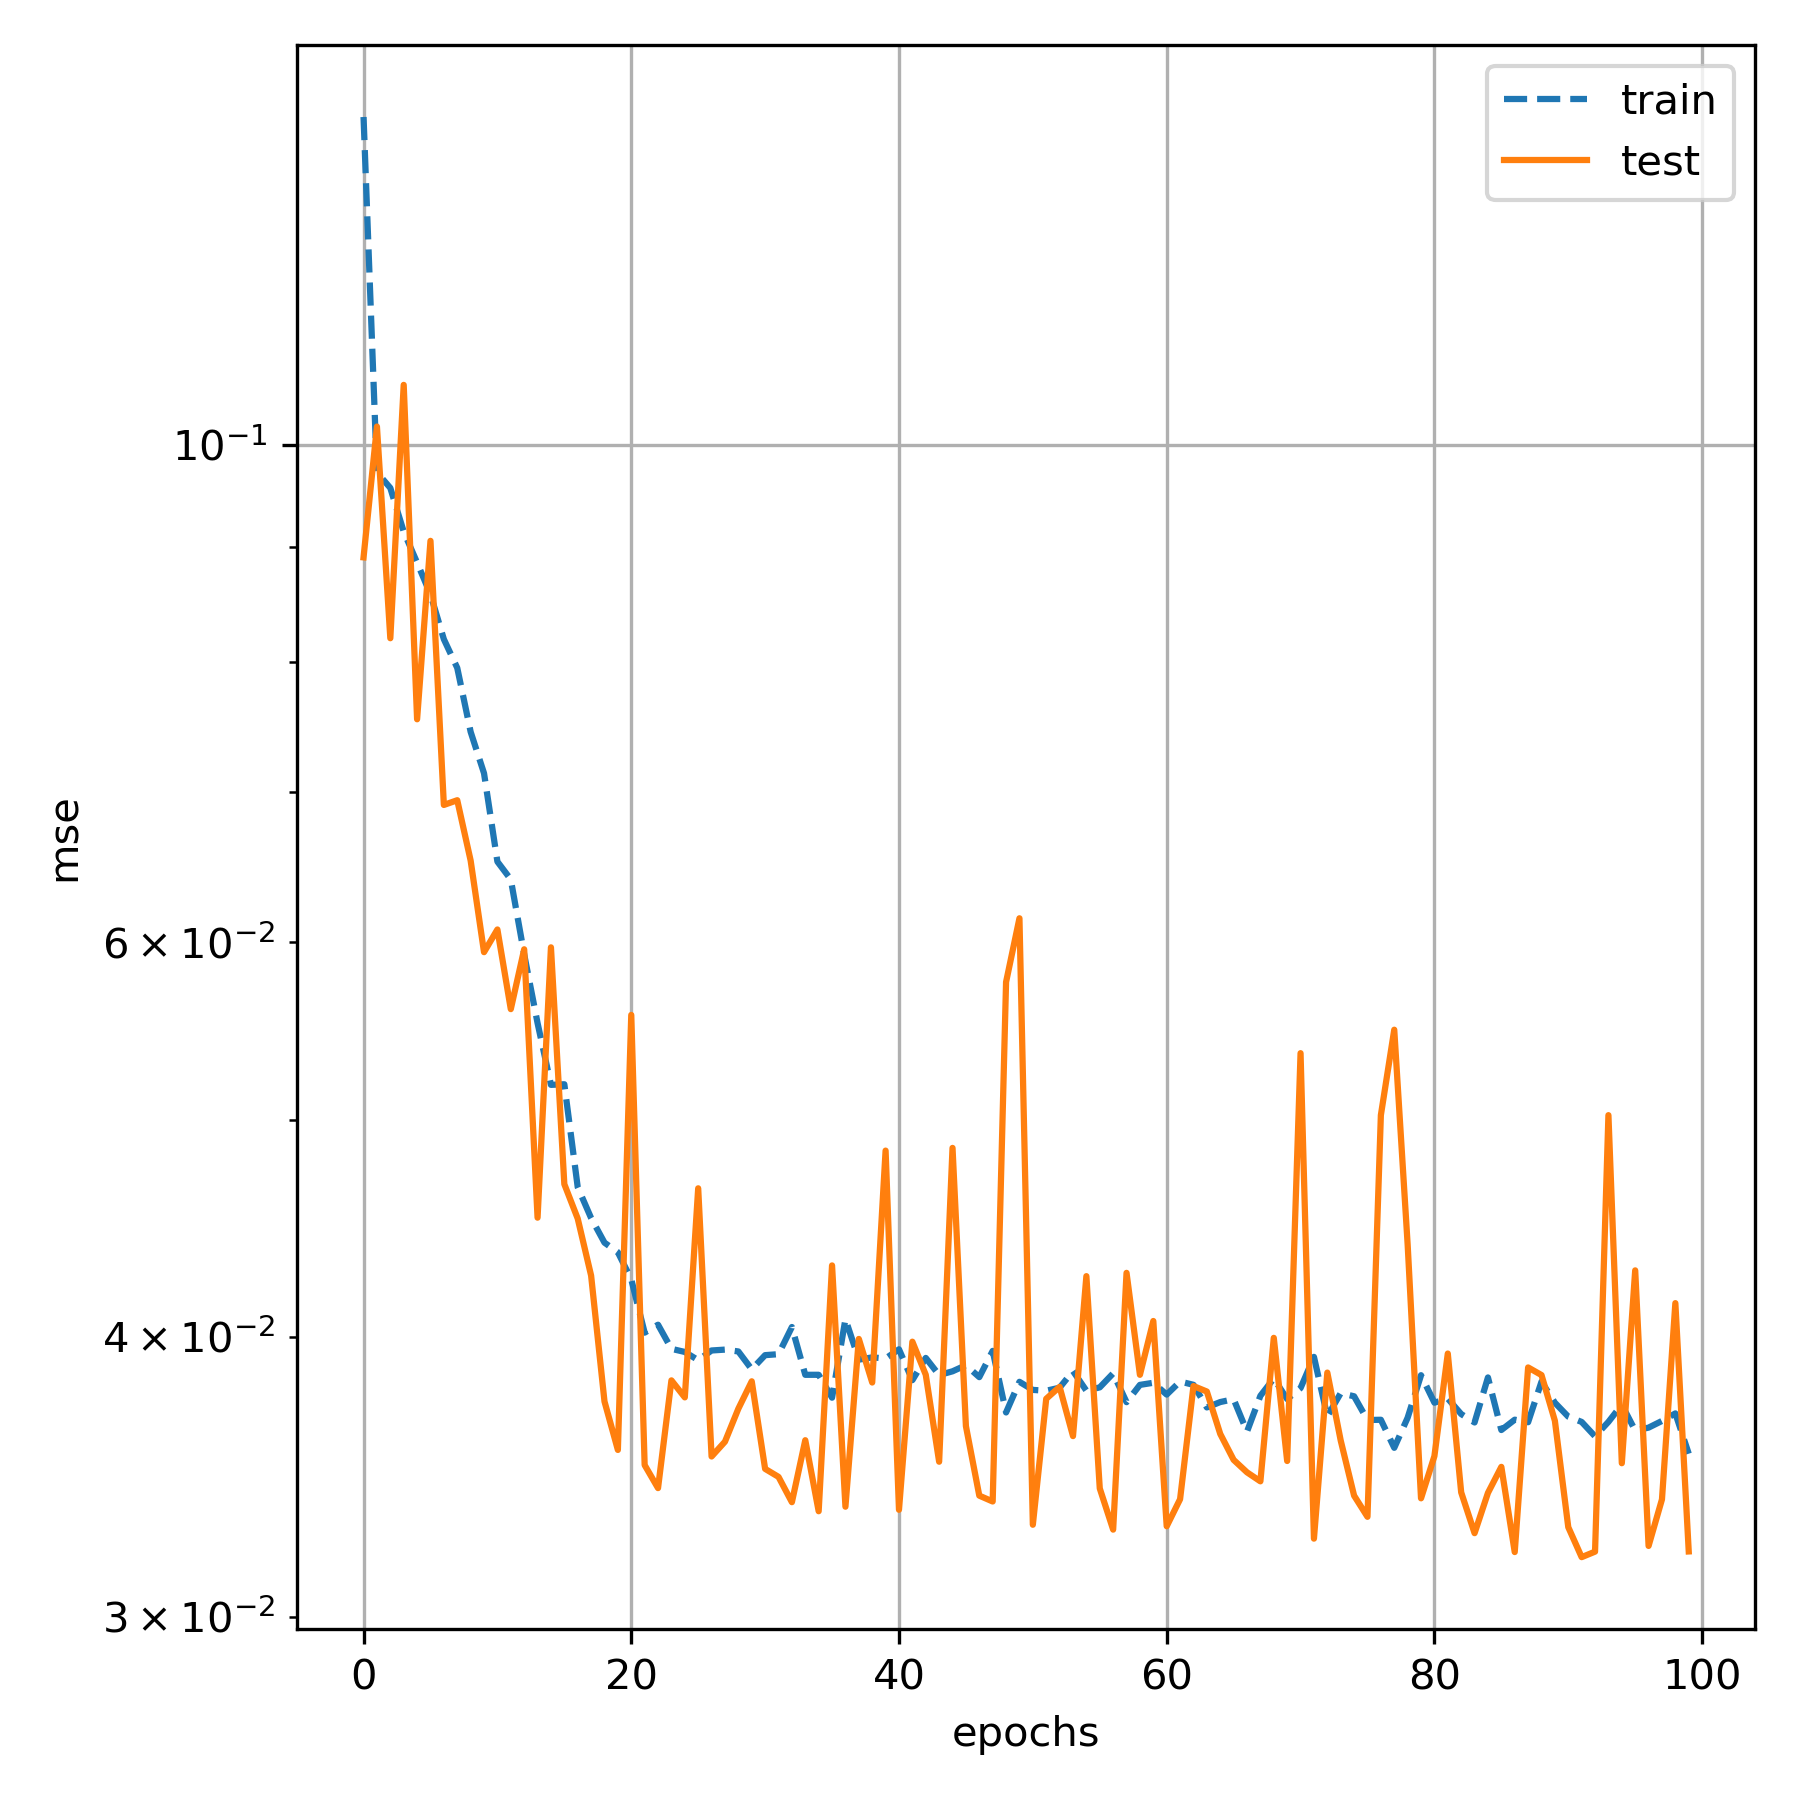 train
test
10⁻¹
6 × 10⁻²
4 × 10⁻²
3 × 10⁻²
mse
0 20 40 60 80 100
epochs